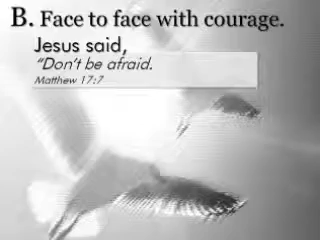 B. Face to face with courage.
Jesus said,
“Don't be afraid.
Matthew 17:7